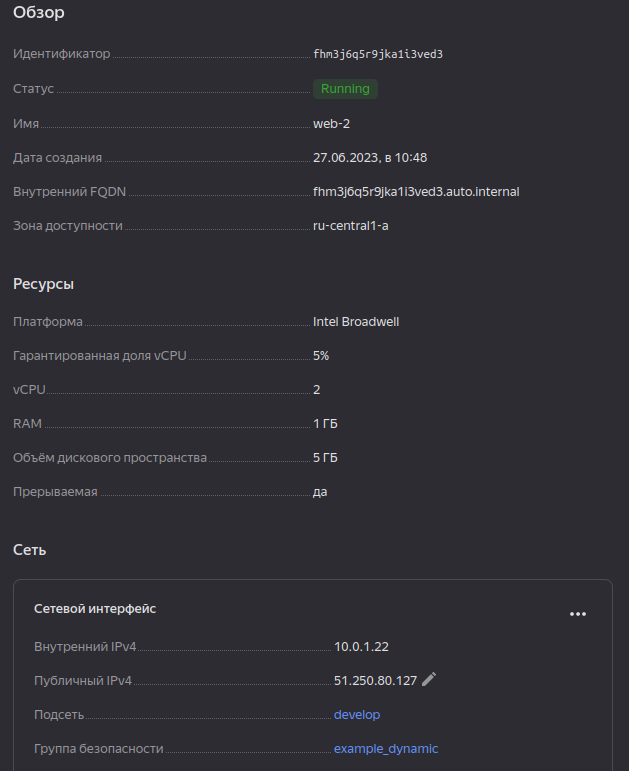 Обзор
Идентификатор fhm3j6q5r9jka1i3ved3
Статус Running
Имя web-2
Дата создания 27.06.2023, в 10:48
Внутренний FQDN fhm3j6q5r9jka1i3ved3.auto.internal
Зона доступности ru-central1-a
Ресурсы
Платформа Intel Broadwell
Гарантированная доля vCPU 5%
vCPU 2
RAM 1 ГБ
Объём дискового пространства 5 ГБ
Прерываемая да
Сеть
Сетевой интерфейс
Внутренний IPv4 10.0.1.22
Публичный IPv4 51.250.80.127
Подсеть develop
Группа безопасности example_dynamic